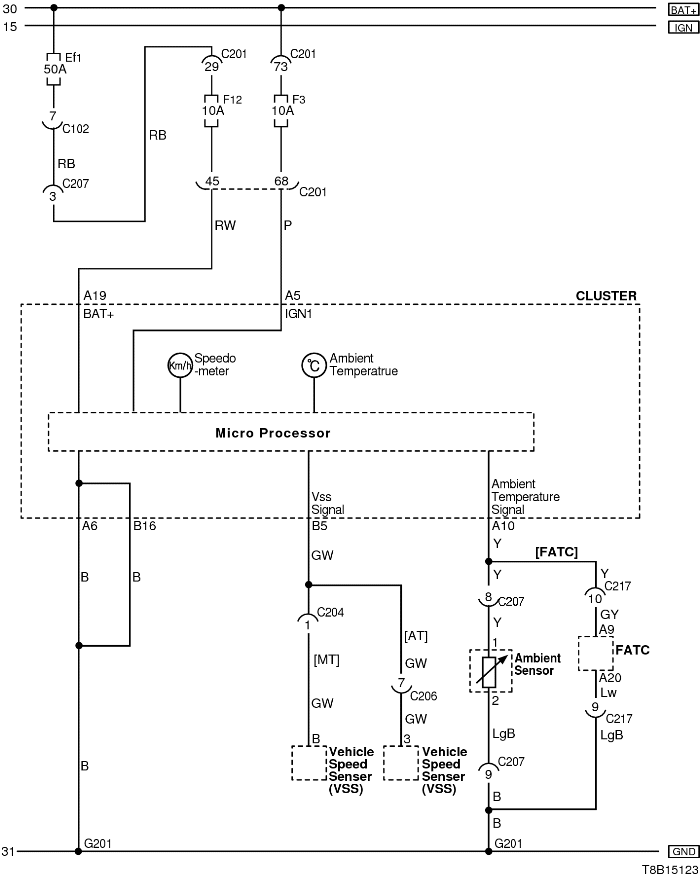 30
BAT+
15
IGN
Ef1
50A
C201
29
C201
73
F12
10A
F3
10A
7
C102
RB
RB
C207
3
45
68
C201
RW
P
A19
A5
CLUSTER
BAT+
IGN1
Km/h
Speedo
-meter
°C
Ambient
Temperatrue
Micro Processor
Vss
Signal
Ambient
Temperature
Signal
A6
B16
B5
A10
Y
[FATC]
GW
B
B
Y
Y
C217
8
C207
10
C204
1
GY
Y
A9
[AT]
[MT]
1
FATC
GW
Ambient
Sensor
A20
7
C206
Lw
2
GW
GW
9
C217
LgB
LgB
B
3
Vehicle
Speed
Senser
(VSS)
Vehicle
Speed
Senser
(VSS)
C207
9
B
B
B
G201
G201
31
GND
T8B15123